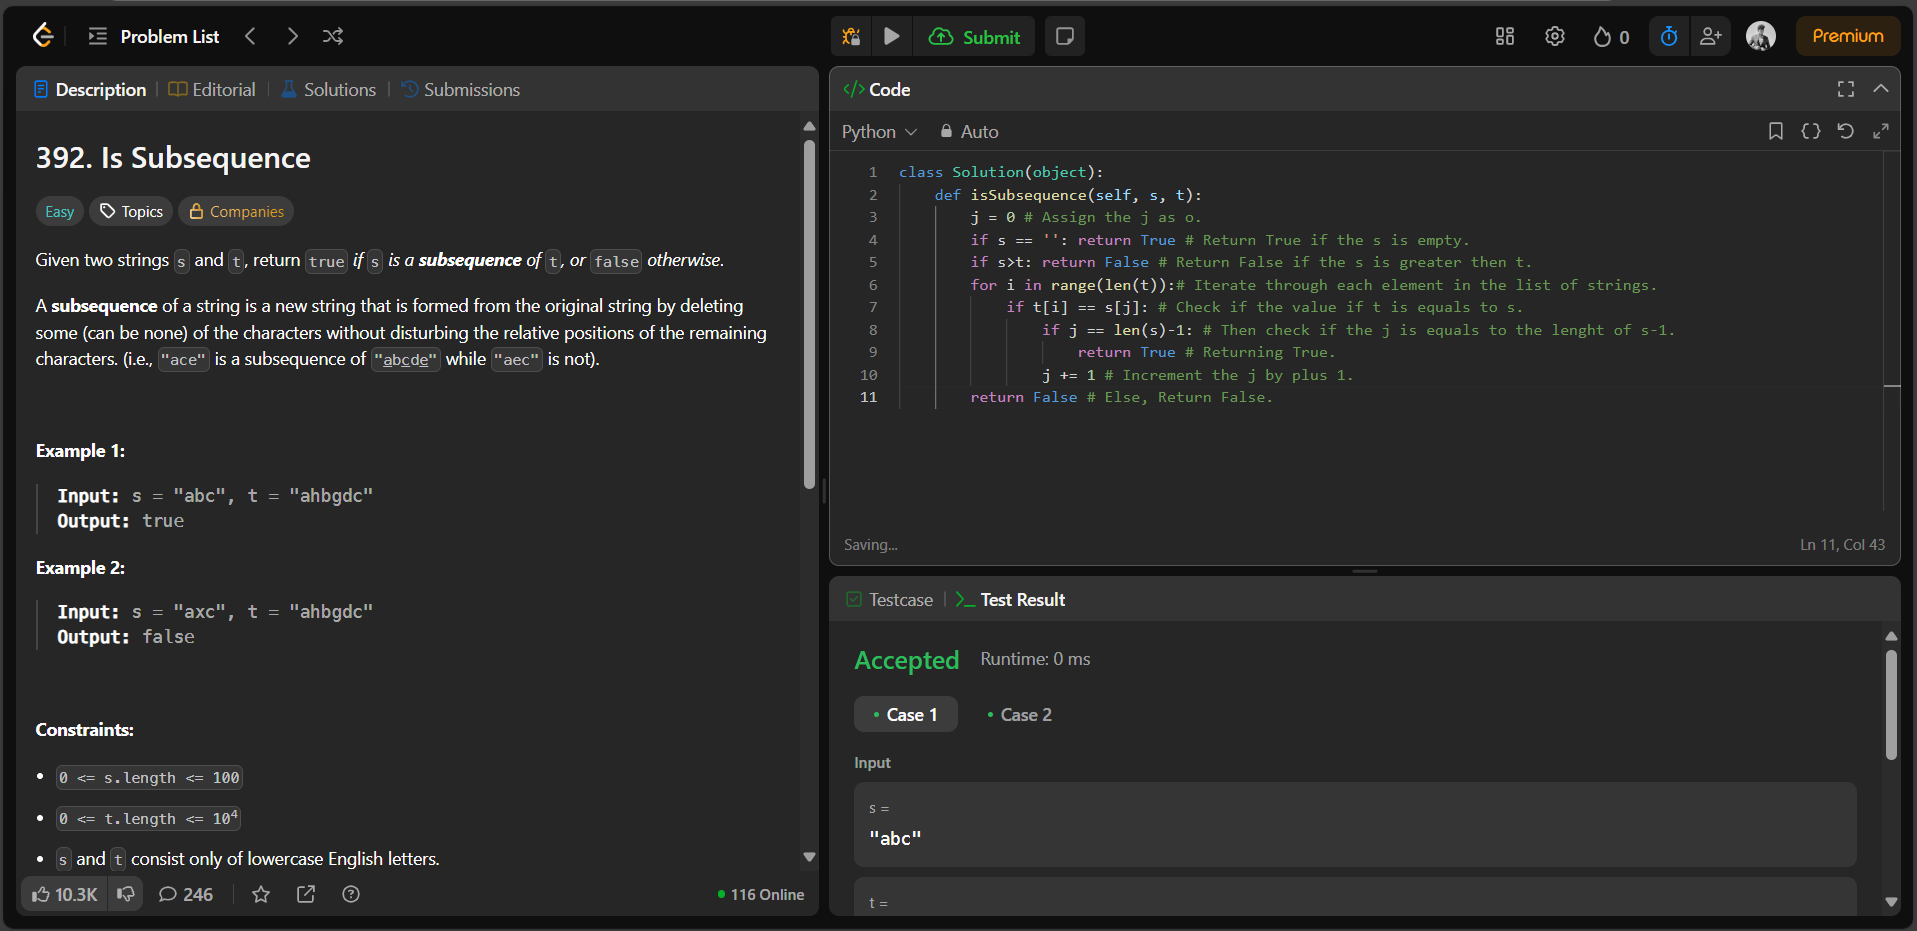 Problem List
Submit
0
Premium
Description
Editorial
Solutions
Submissions
392. Is Subsequence
Easy
Topics
Companies
Given two strings s and t, return true if s is a subsequence of t, or false otherwise.
A subsequence of a string is a new string that is formed from the original string by deleting
some (can be none) of the characters without disturbing the relative positions of the remaining
characters. (i.e., "ace" is a subsequence of "abcde" while "aec" is not).
Example 1:
Input: s = "abc", t = "ahbgdc"
Output: true
Example 2:
Input: s = "axc", t = "ahbgdc"
Output: false
Constraints:
• 0 <= s.length <= 100
• 0 <= t.length <= 10⁴
• s and t consist only of lowercase English letters.
10.3K
246
116 Online
</> Code
Python
Auto
1 class Solution(object):
2 def isSubsequence(self, s, t):
3 j = 0 # Assign the j as o.
4 if s == '': return True # Return True if the s is empty.
5 if s>t: return False # Return False if the s is greater then t.
6 for i in range(len(t)):# Iterate through each element in the list of strings.
7 if t[i] == s[j]: # Check if the value if t is equals to s.
8 if j == len(s)-1: # Then check if the j is equals to the lenght of s-1.
9 return True # Returning True.
10 j += 1 # Increment the j by plus 1.
11 return False # Else, Return False.
Saving...
Ln 11, Col 43
Testcase
Test Result
Accepted
Runtime: 0 ms
• Case 1
• Case 2
Input
s =
"abc"
t =